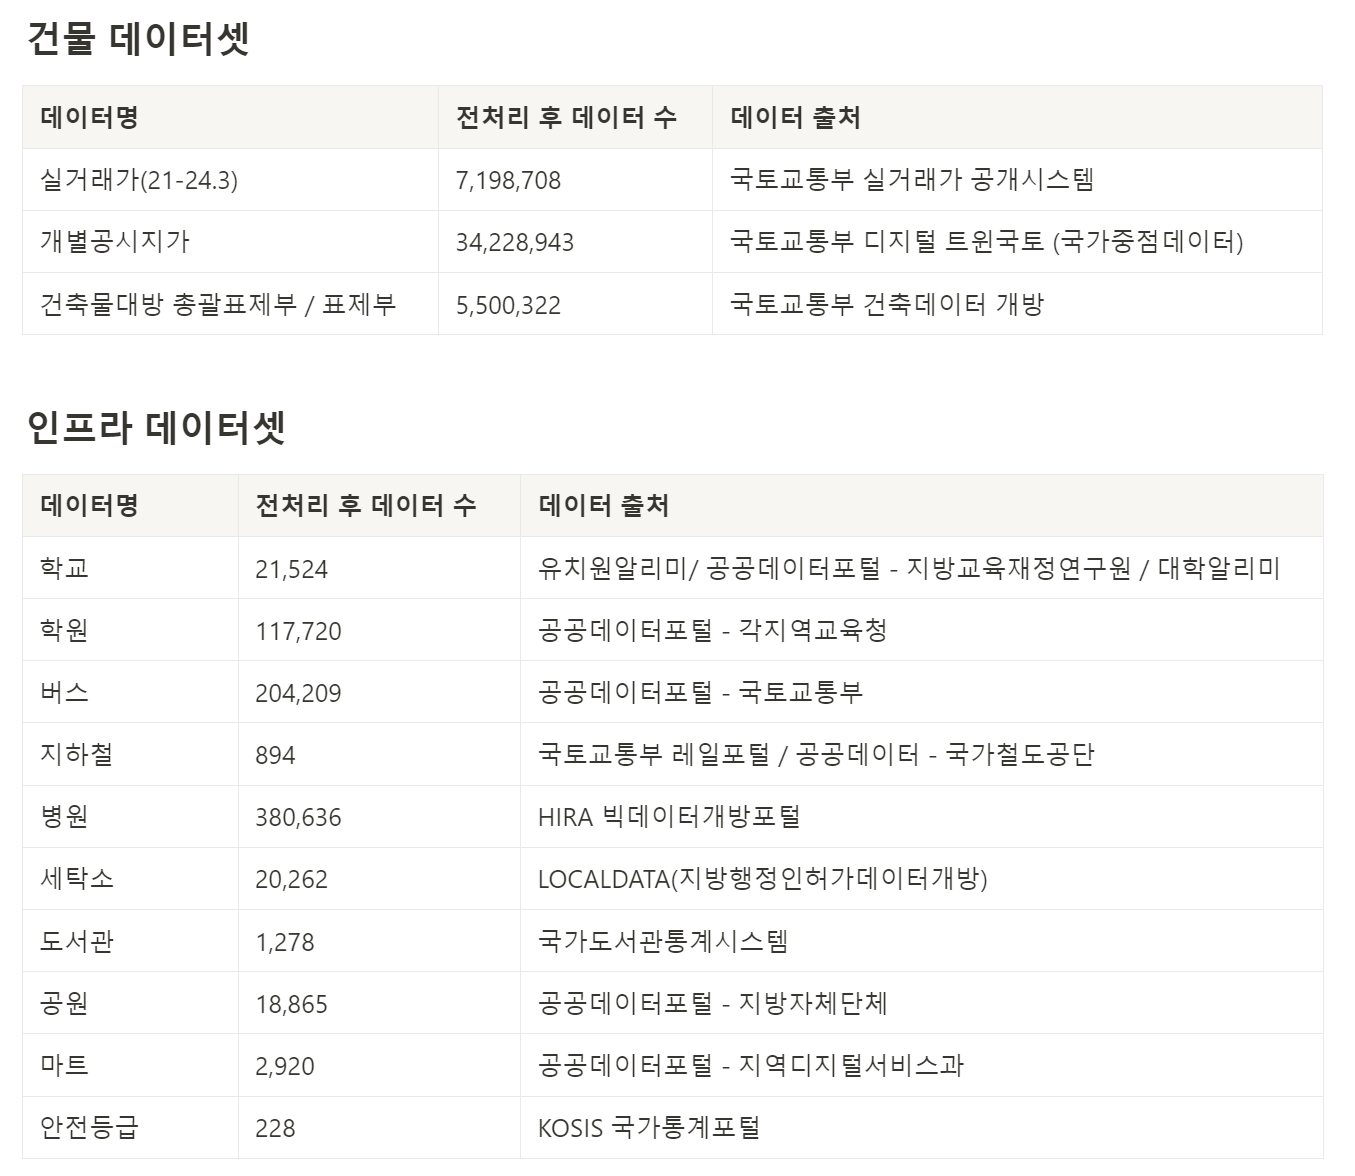 건물 데이터셋
데이터명 전처리 후 데이터 수 데이터 출처
실거래가(21-24.3) 7,198,708 국토교통부 실거래가 공개시스템
개별공시지가 34,228,943 국토교통부 디지털 트윈국토 (국가중점데이터)
건축물대방 총괄표제부 / 표제부 5,500,322 국토교통부 건축데이터 개방
인프라 데이터셋
데이터명 전처리 후 데이터 수 데이터 출처
학교 21,524 유치원알리미/ 공공데이터포털 - 지방교육재정연구원 / 대학알리미
학원 117,720 공공데이터포털 - 각지역교육청
버스 204,209 공공데이터포털 - 국토교통부
지하철 894 국토교통부 레일포털 / 공공데이터 - 국가철도공단
병원 380,636 HIRA 빅데이터개방포털
세탁소 20,262 LOCALDATA(지방행정인허가데이터개방)
도서관 1,278 국가도서관통계시스템
공원 18,865 공공데이터포털 - 지방자체단체
마트 2,920 공공데이터포털 - 지역디지털서비스과
안전등급 228 KOSIS 국가통계포털